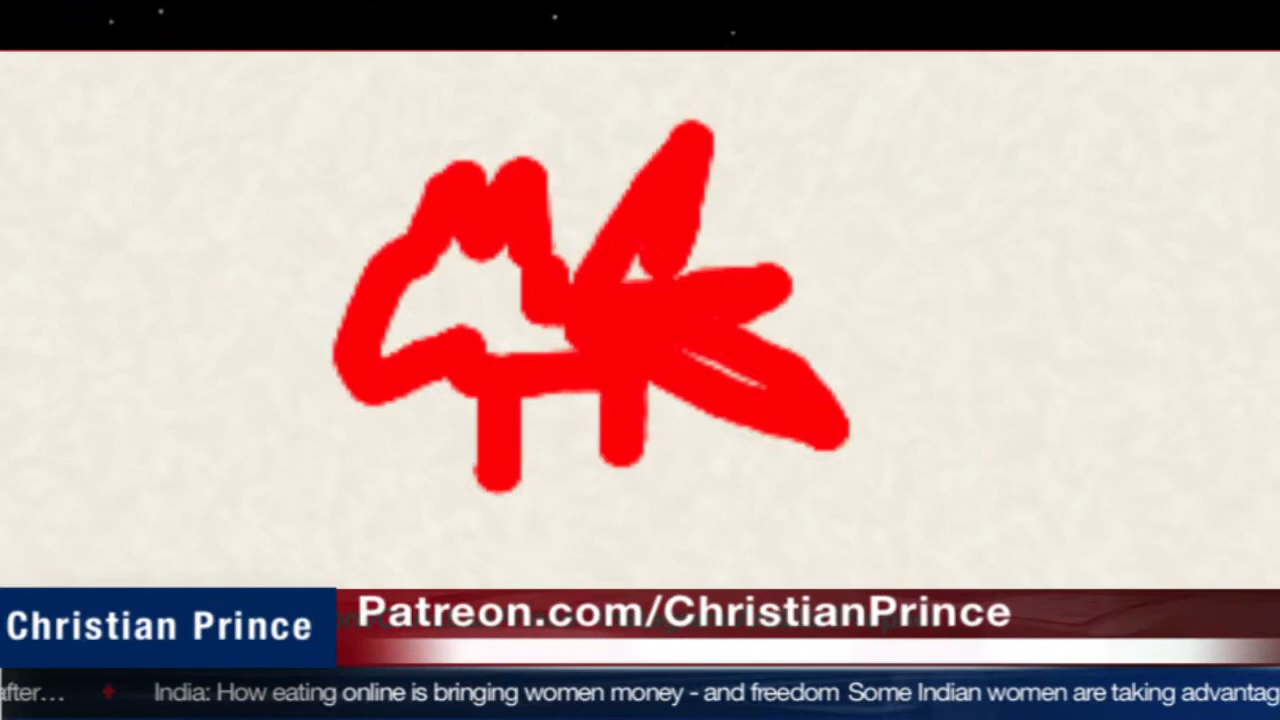 Patreon.com/ChristianPrince
Christian Prince
after… India: How eating online is bringing women money - and freedom Some Indian women are taking advantag